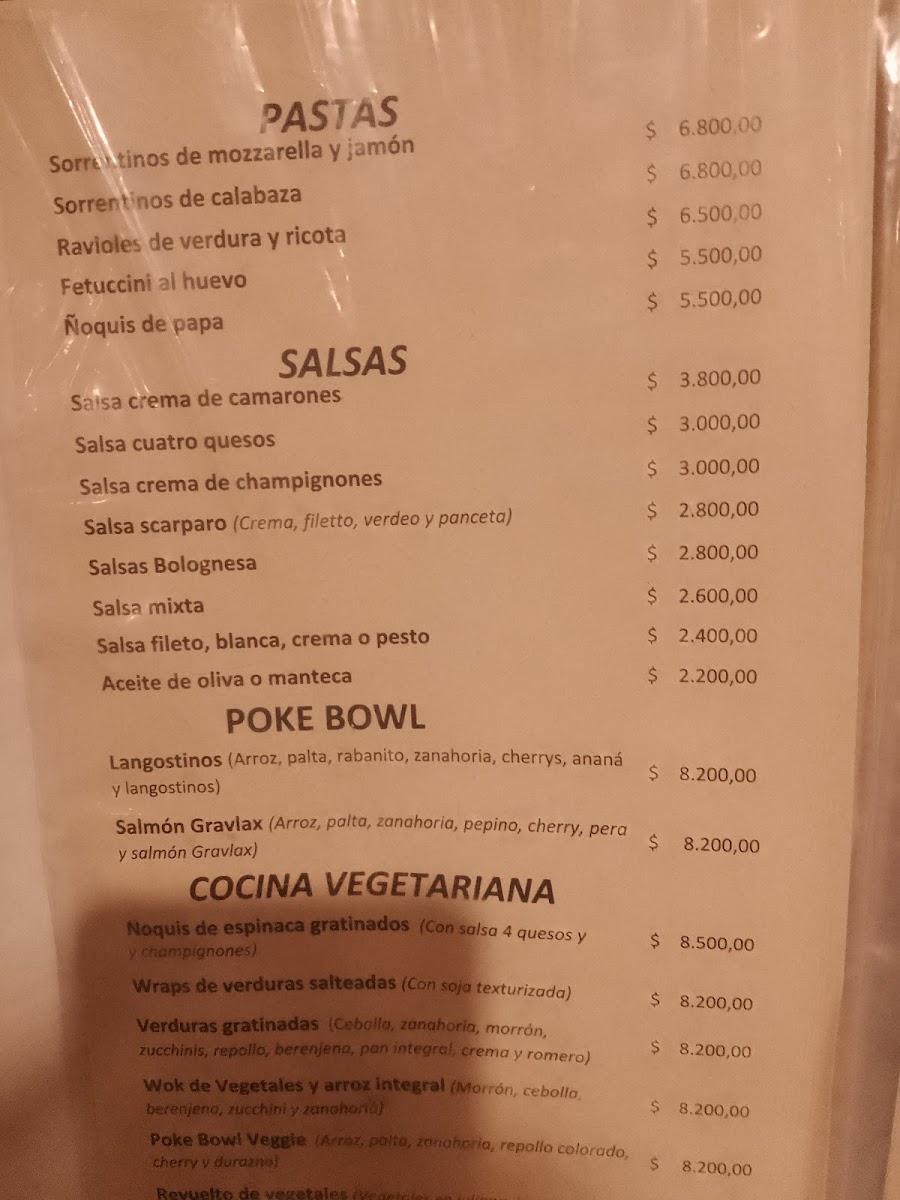 PASTAS
Sorrentinos de mozzarella y jamón $ 6.800,00
Sorrentinos de calabaza $ 6.800,00
Ravioles de verdura y ricota $ 6.500,00
Fetuccini al huevo $ 5.500,00
Ñoquis de papa $ 5.500,00
SALSAS
Salsa crema de camarones $ 3.800,00
Salsa cuatro quesos $ 3.000,00
Salsa crema de champignones $ 3.000,00
Salsa scarparo (Crema, filetto, verdeo y panceta) $ 2.800,00
Salsas Bolognesa $ 2.800,00
Salsa mixta $ 2.600,00
Salsa fileto, blanca, crema o pesto $ 2.400,00
Aceite de oliva o manteca $ 2.200,00
POKE BOWL
Langostinos (Arroz, palta, rabanito, zanahoria, cherrys, ananá
y langostinos) $ 8.200,00
Salmón Gravlax (Arroz, palta, zanahoria, pepino, cherry, pera
y salmón Gravlax) $ 8.200,00
COCINA VEGETARIANA
Noquis de espinaca gratinados (Con salsa 4 quesos y
y champignones) $ 8.500,00
Wraps de verduras salteadas (Con soja texturizada) $ 8.200,00
Verduras gratinadas (Cebolla, zanahoria, morrón,
zucchinis, repollo, berenjena, pan integral, crema y romero) $ 8.200,00
Wok de Vegetales y arroz integral (Morrón, cebolla,
berenjena, zucchini y zanahoria) $ 8.200,00
Poke Bowl Veggie (Arroz, palta, zanahoria, repollo colorado,
cherry y durazno) $ 8.200,00
Revuelto de vegetales (Vegetales en